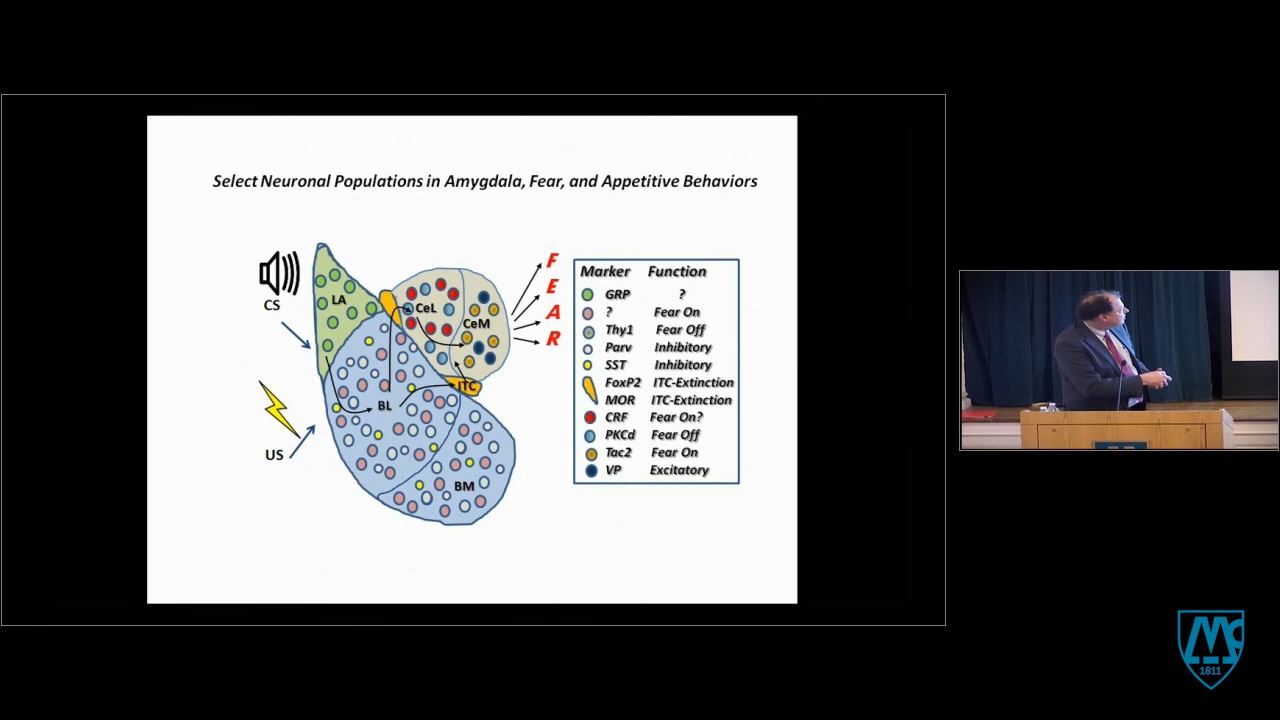 Select Neuronal Populations in Amygdala, Fear, and Appetitive Behaviors
CS
US
LA
CeL
CeM
ITC
BL
BM
F
E
A
R
Marker Function
GRP ?
? Fear On
Thy1 Fear Off
Parv Inhibitory
SST Inhibitory
FoxP2 ITC-Extinction
MOR ITC-Extinction
CRF Fear On?
PKCd Fear Off
Tac2 Fear On
VP Excitatory
Mc
1811